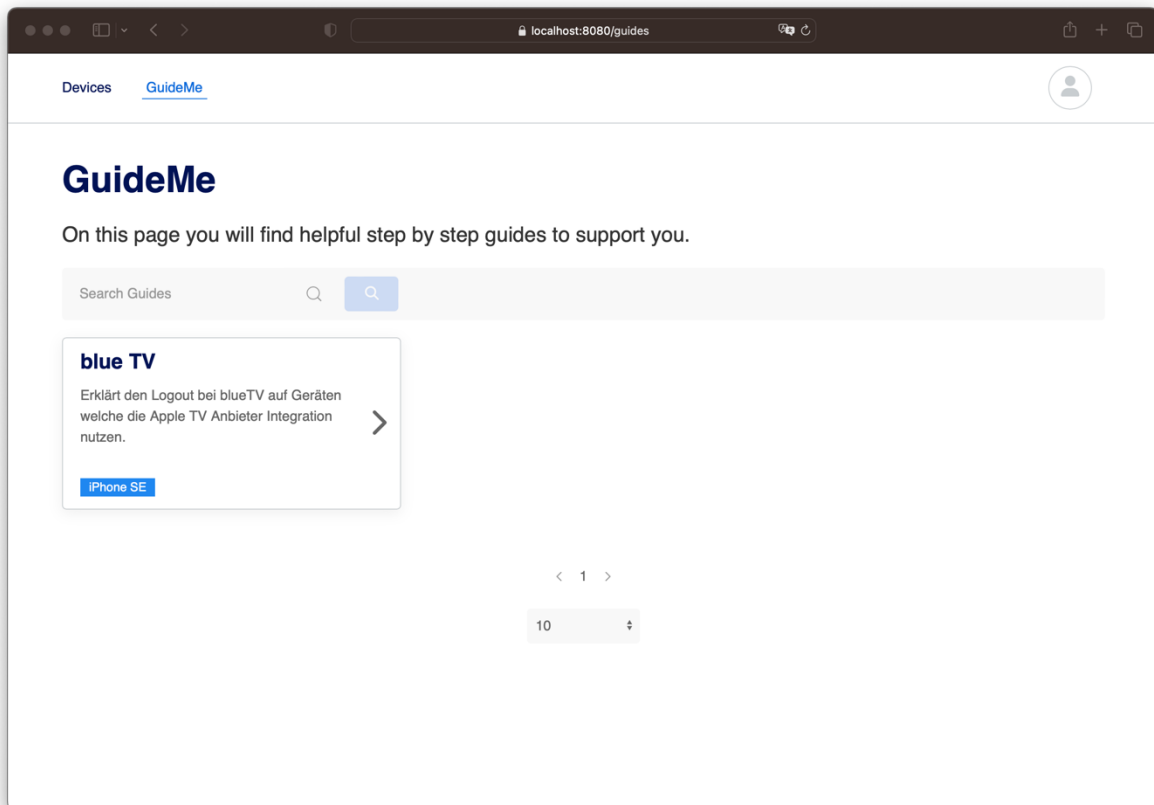 localhost:8080/guides
Devices
GuideMe
GuideMe
On this page you will find helpful step by step guides to support you.
Search Guides
blue TV
Erklärt den Logout bei blueTV auf Geräten
welche die Apple TV Anbieter Integration
nutzen.
iPhone SE
1
10